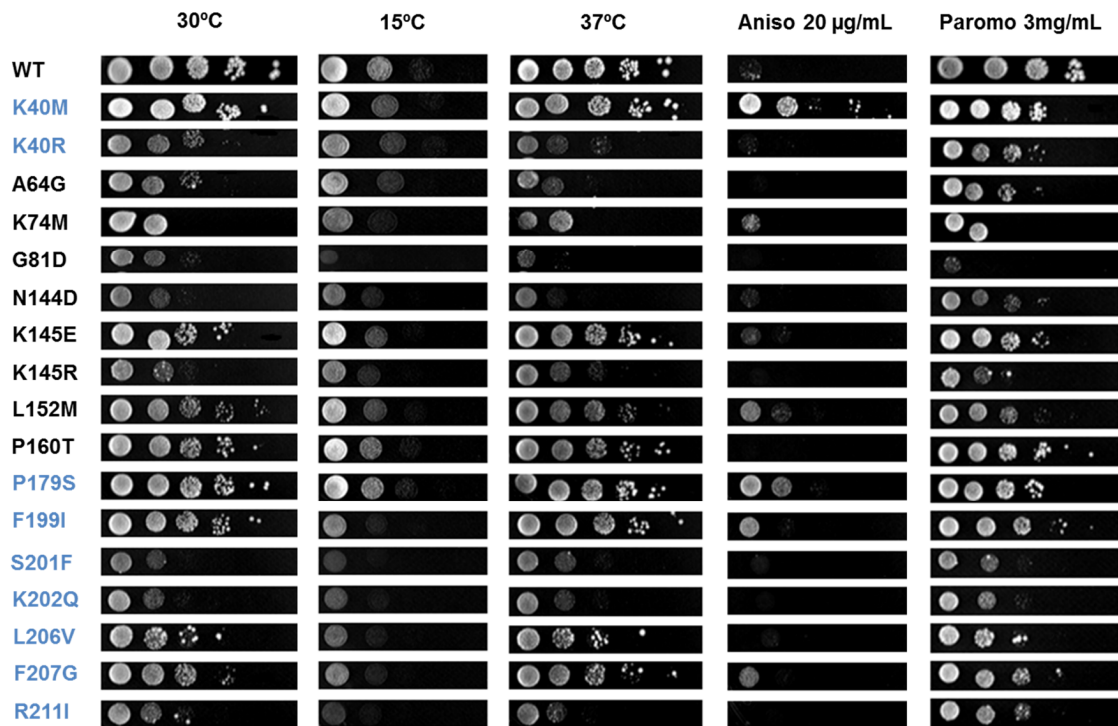 30ºC 15ºC 37ºC Aniso 20 µg/mL Paromo 3mg/mL
WT
K40M
K40R
A64G
K74M
G81D
N144D
K145E
K145R
L152M
P160T
P179S
F199I
S201F
K202Q
L206V
F207G
R211I